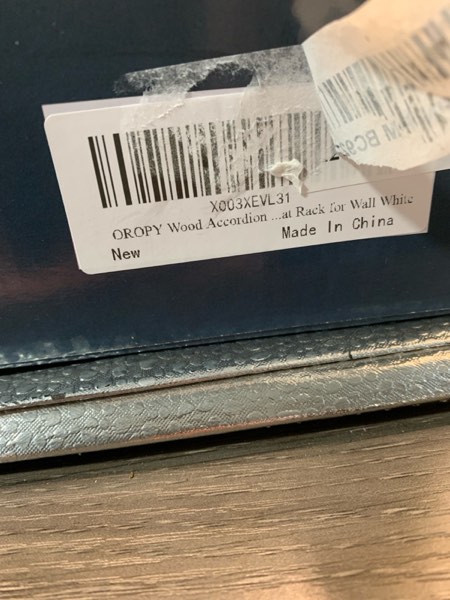 X003XEVL31
OROPY Wood Accordion ...at Rack for Wall White
New
Made In China